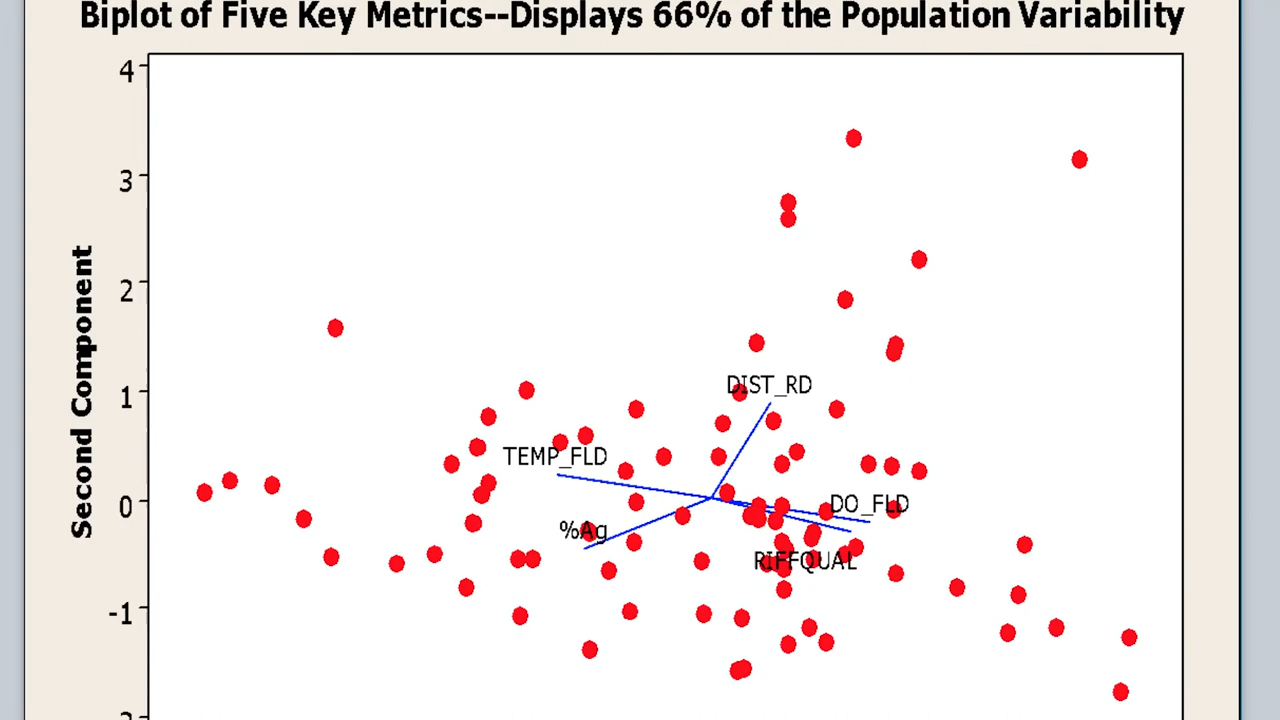 Biplot of Five Key Metrics--Displays 66% of the Population Variability
4
3
2
1
0
-1
Second Component
DIST_RD
TEMP_FLD
DO_FLD
%Ag
RIFFQUAL